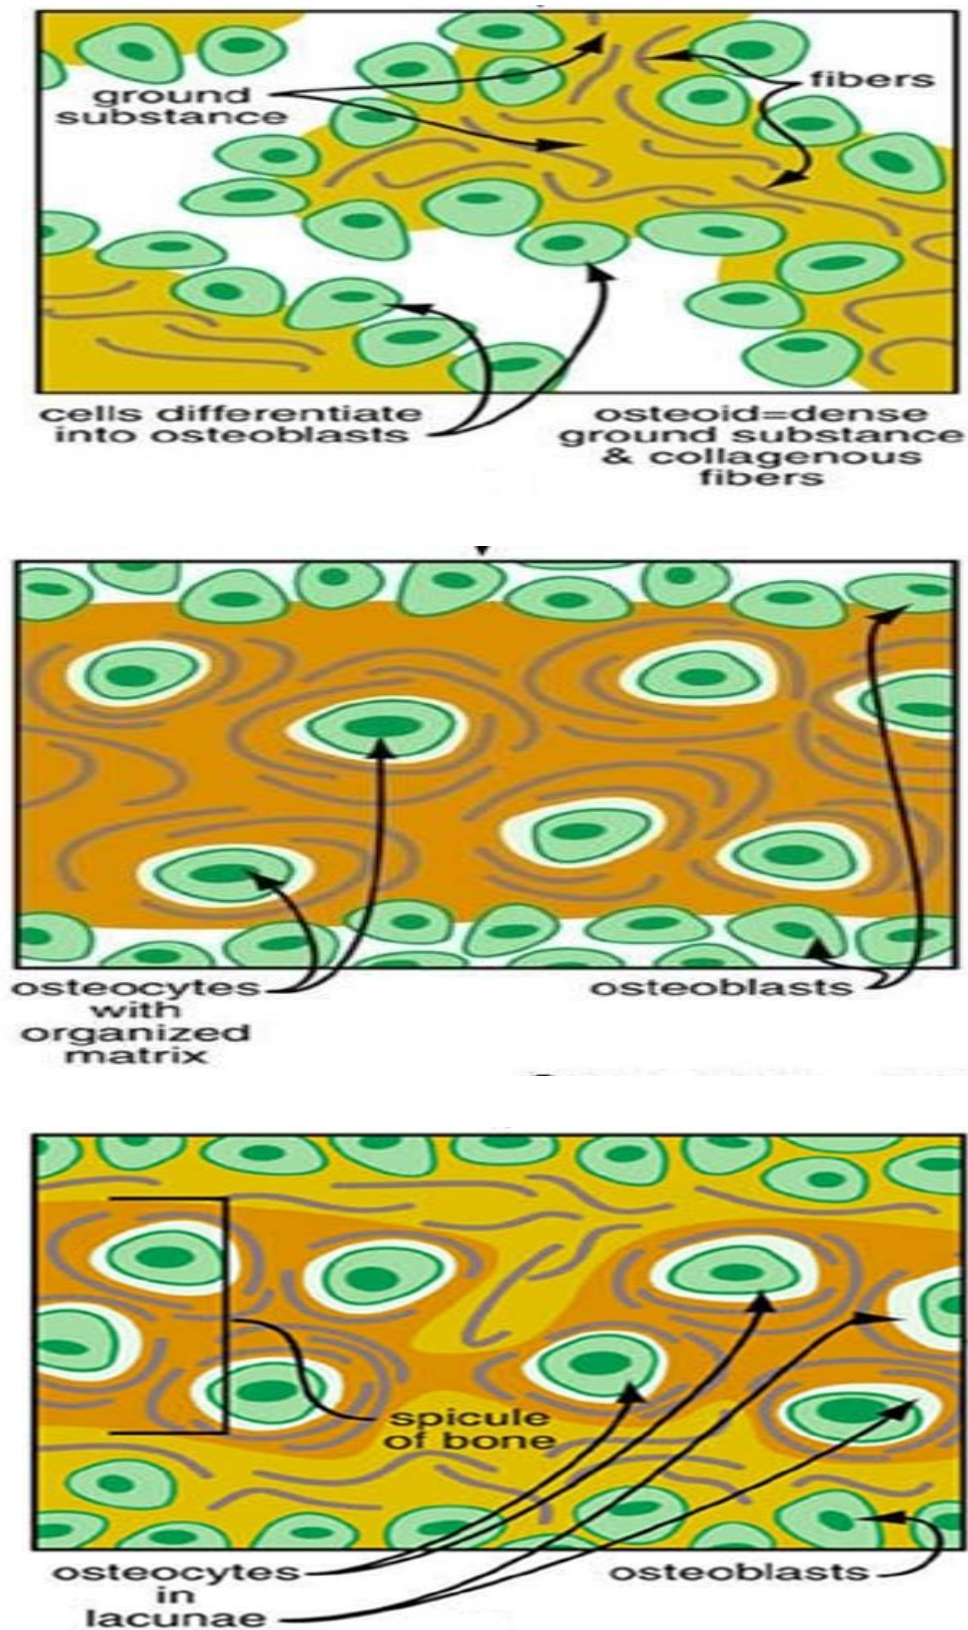 ground
substance
fibers
cells differentiate
into osteoblasts
osteoid=dense
ground substance
& collagenous
fibers
osteocytes
with
organized
matrix
osteoblasts
spicule
of bone
osteocytes
in
lacunae
osteoblasts